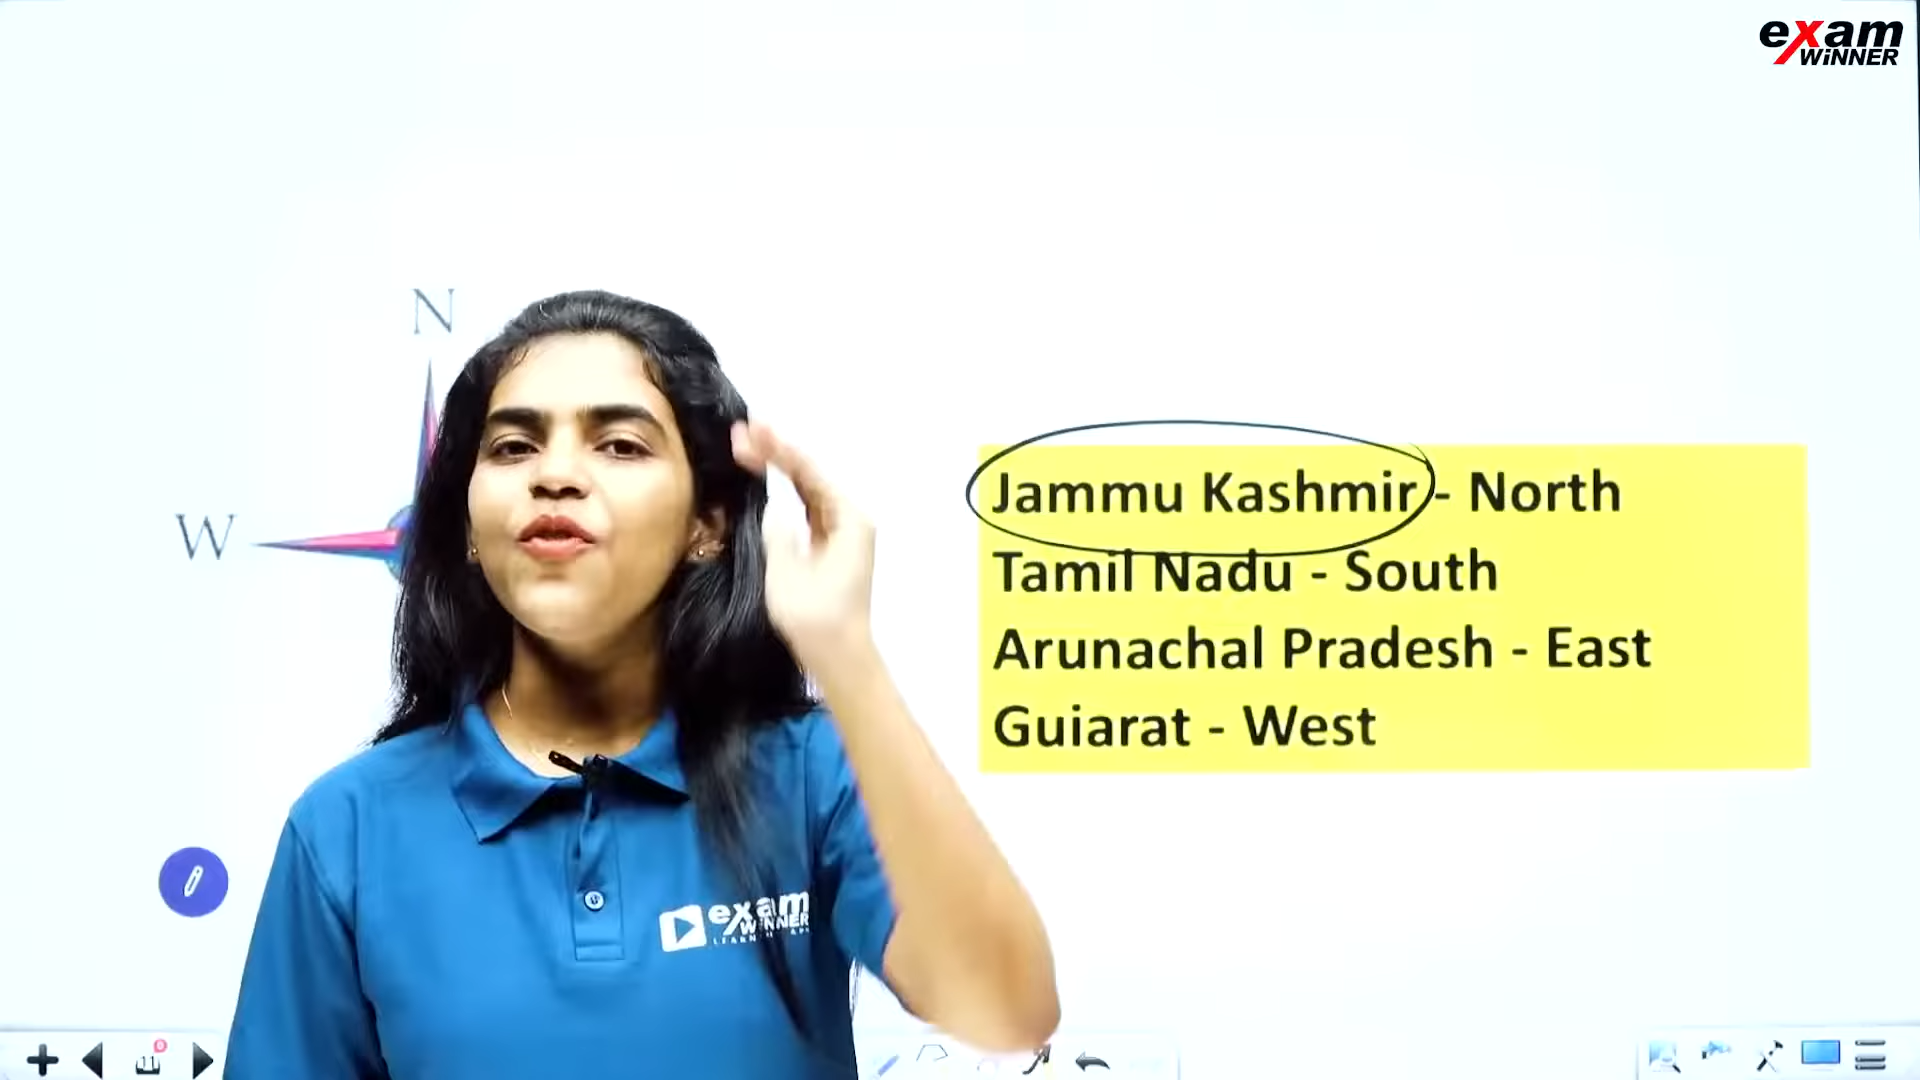 exam
WiNNER
N
W
Jammu Kashmir - North
Tamil Nadu - South
Arunachal Pradesh - East
Guiarat - West
exam
WINNER